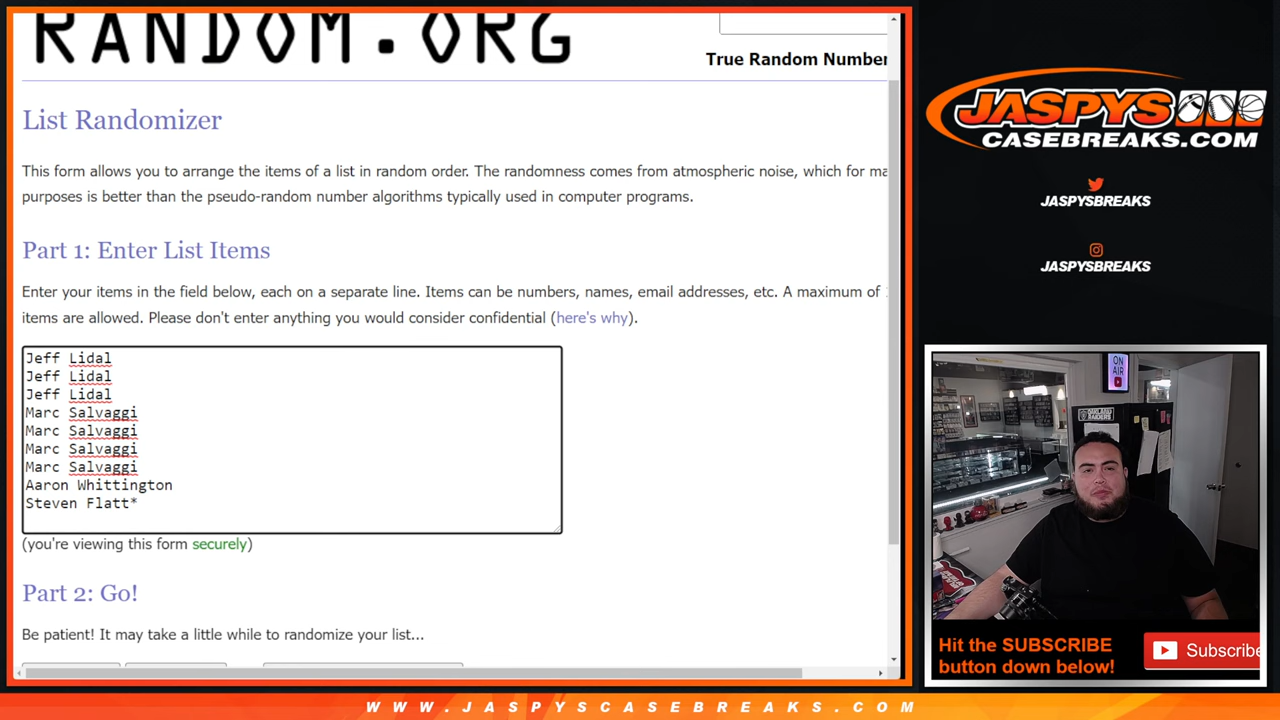 RANDOM.ORG
True Random Number
List Randomizer
This form allows you to arrange the items of a list in random order. The randomness comes from atmospheric noise, which for ma
purposes is better than the pseudo-random number algorithms typically used in computer programs.
Part 1: Enter List Items
Enter your items in the field below, each on a separate line. Items can be numbers, names, email addresses, etc. A maximum of
items are allowed. Please don't enter anything you would consider confidential (here's why).
Jeff Lidal
Jeff Lidal
Jeff Lidal
Marc Salvaggi
Marc Salvaggi
Marc Salvaggi
Marc Salvaggi
Aaron Whittington
Steven Flatt*
(you're viewing this form securely)
Part 2: Go!
Be patient! It may take a little while to randomize your list...
JASPYS
CASEBREAKS.COM
JASPYSBREAKS
JASPYSBREAKS
ON
AIR
Hit the SUBSCRIBE
button down below!
Subscribe
WWW.JASPYSCASEBREAKS.COM